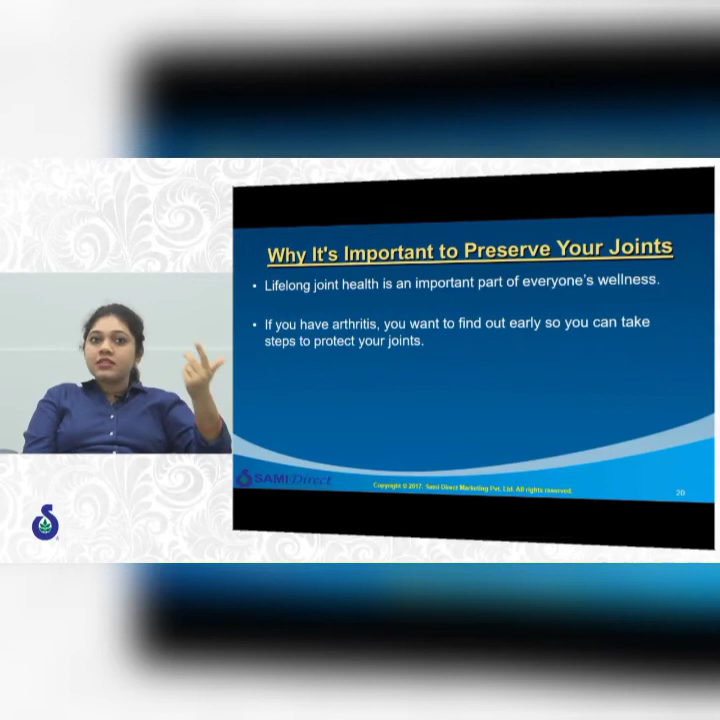 Why It's Important to Preserve Your Joints
• Lifelong joint health is an important part of everyone's wellness.
• If you have arthritis, you want to find out early so you can take
steps to protect your joints.
SAMI Direct
Copyright © 2017. Sami Direct Marketing Pvt. Ltd. All rights reserved.
20